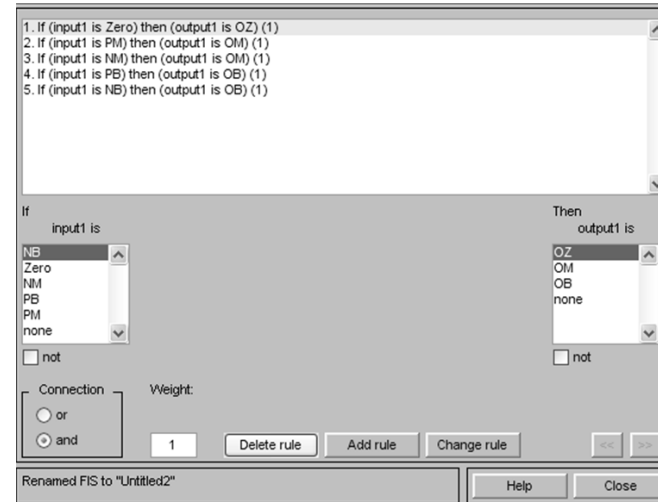 1. If (input1 is Zero) then (output1 is OZ) (1)
2. If (input1 is PM) then (output1 is OM) (1)
3. If (input1 is NM) then (output1 is OM) (1)
4. If (input1 is PB) then (output1 is OB) (1)
5. If (input1 is NB) then (output1 is OB) (1)
If
input1 is
NB
Zero
NM
PB
PM
none
not
Then
output1 is
OZ
OM
OB
none
not
Connection
or
and
Weight:
1
Delete rule
Add rule
Change rule
<<
>>
Renamed FIS to "Untitled2"
Help
Close